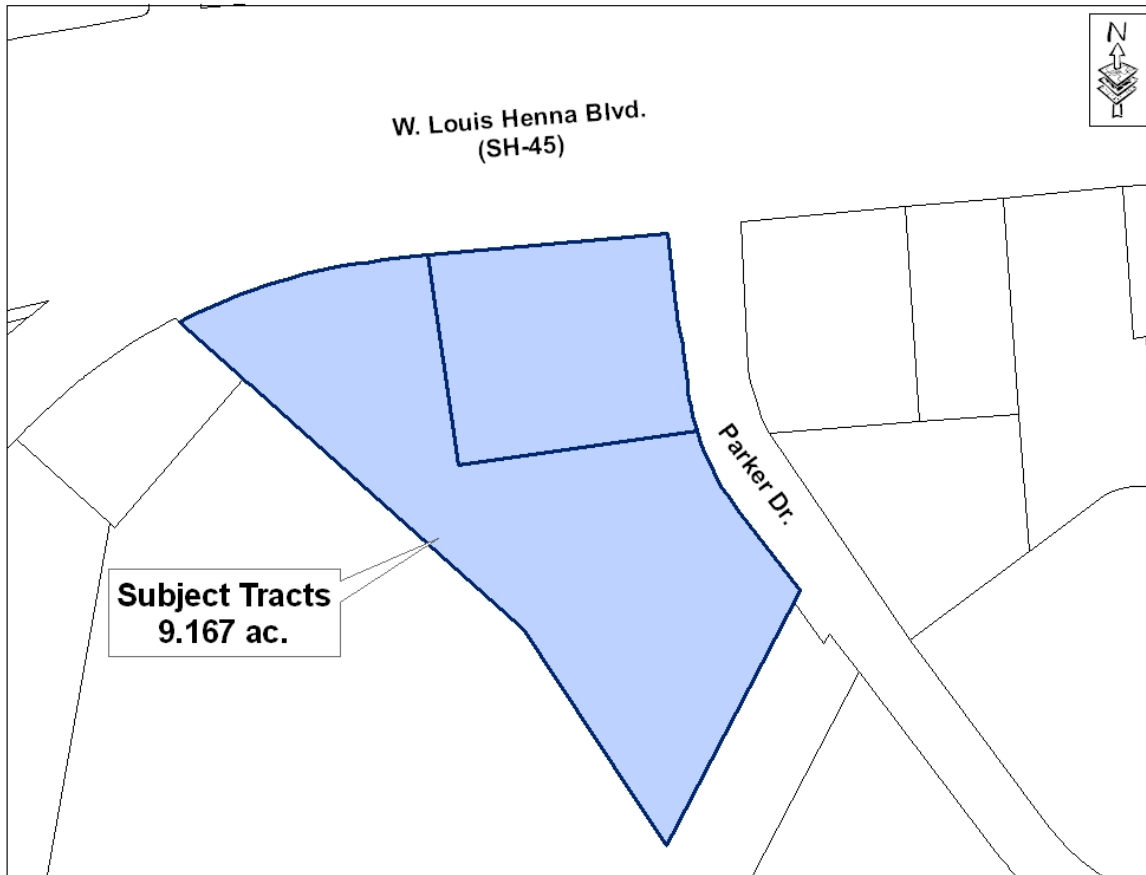 N
W. Louis Henna Blvd.
(SH-45)
Parker Dr.
Subject Tracts
9.167 ac.